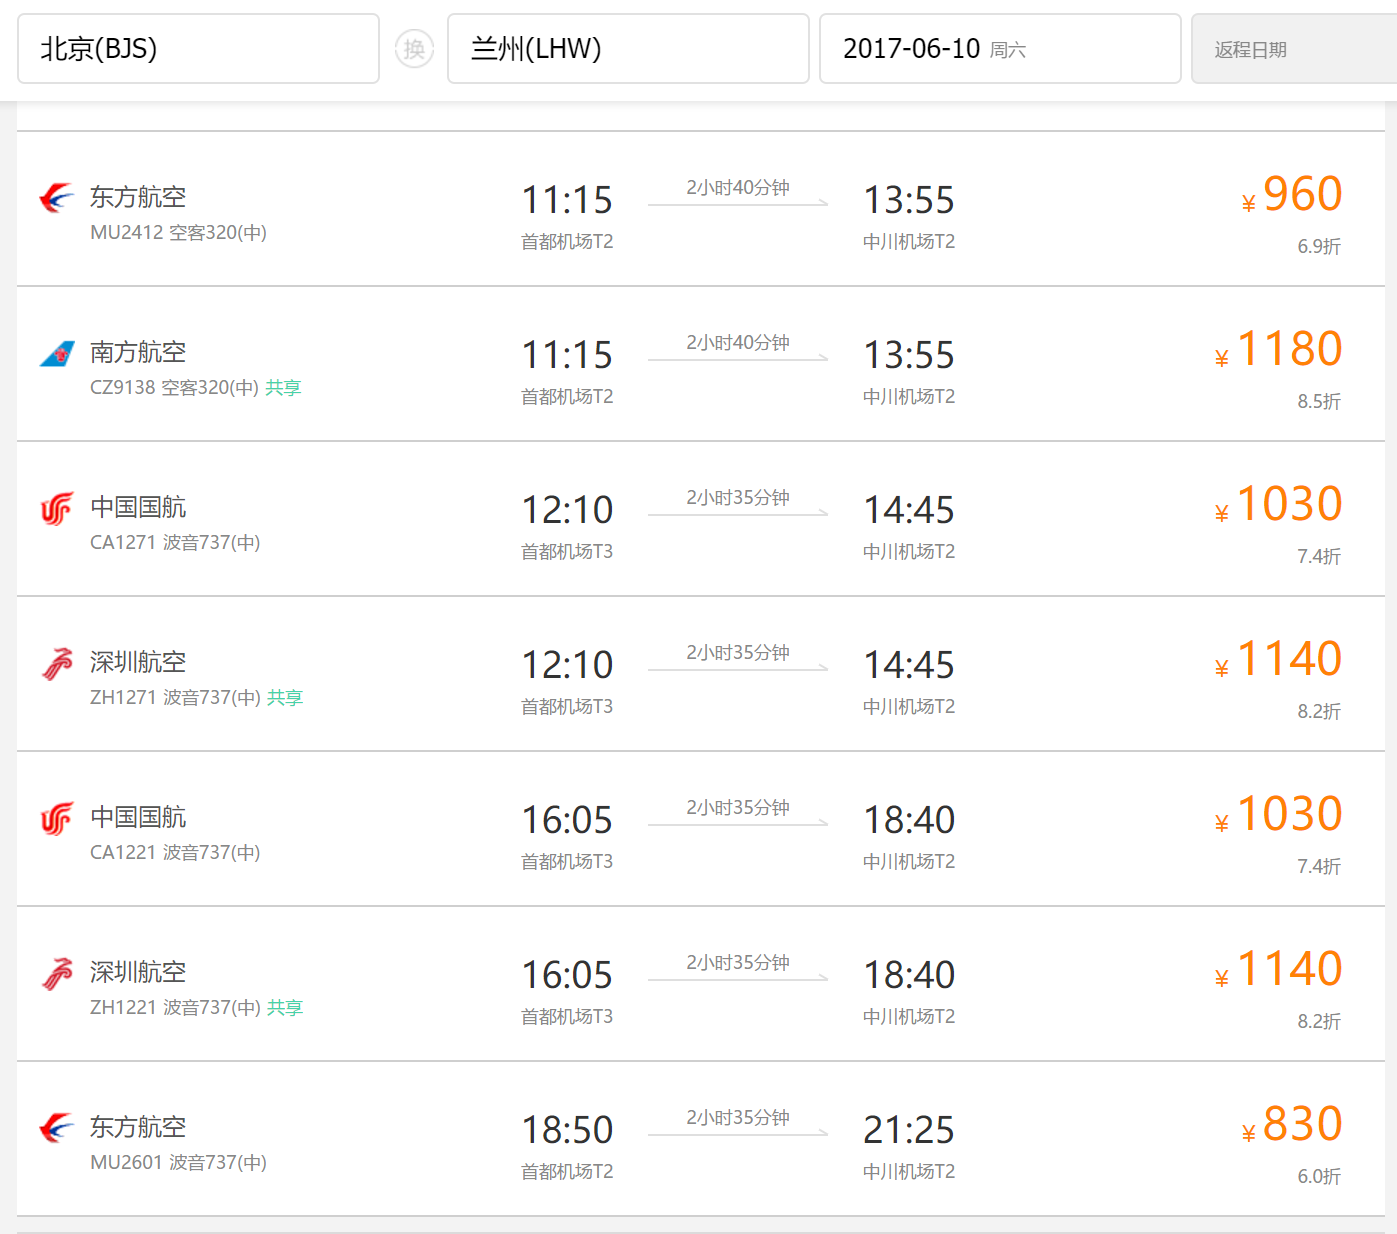 北京(BJS) 换 兰州(LHW) 2017-06-10 周六 返程日期
东方航空 11:15 2小时40分钟 13:55 ¥960
MU2412 空客320(中) 首都机场T2 中川机场T2 6.9折
南方航空 11:15 2小时40分钟 13:55 ¥1180
CZ9138 空客320(中) 共享 首都机场T2 中川机场T2 8.5折
中国国航 12:10 2小时35分钟 14:45 ¥1030
CA1271 波音737(中) 首都机场T3 中川机场T2 7.4折
深圳航空 12:10 2小时35分钟 14:45 ¥1140
ZH1271 波音737(中) 共享 首都机场T3 中川机场T2 8.2折
中国国航 16:05 2小时35分钟 18:40 ¥1030
CA1221 波音737(中) 首都机场T3 中川机场T2 7.4折
深圳航空 16:05 2小时35分钟 18:40 ¥1140
ZH1221 波音737(中) 共享 首都机场T3 中川机场T2 8.2折
东方航空 18:50 2小时35分钟 21:25 ¥830
MU2601 波音737(中) 首都机场T2 中川机场T2 6.0折